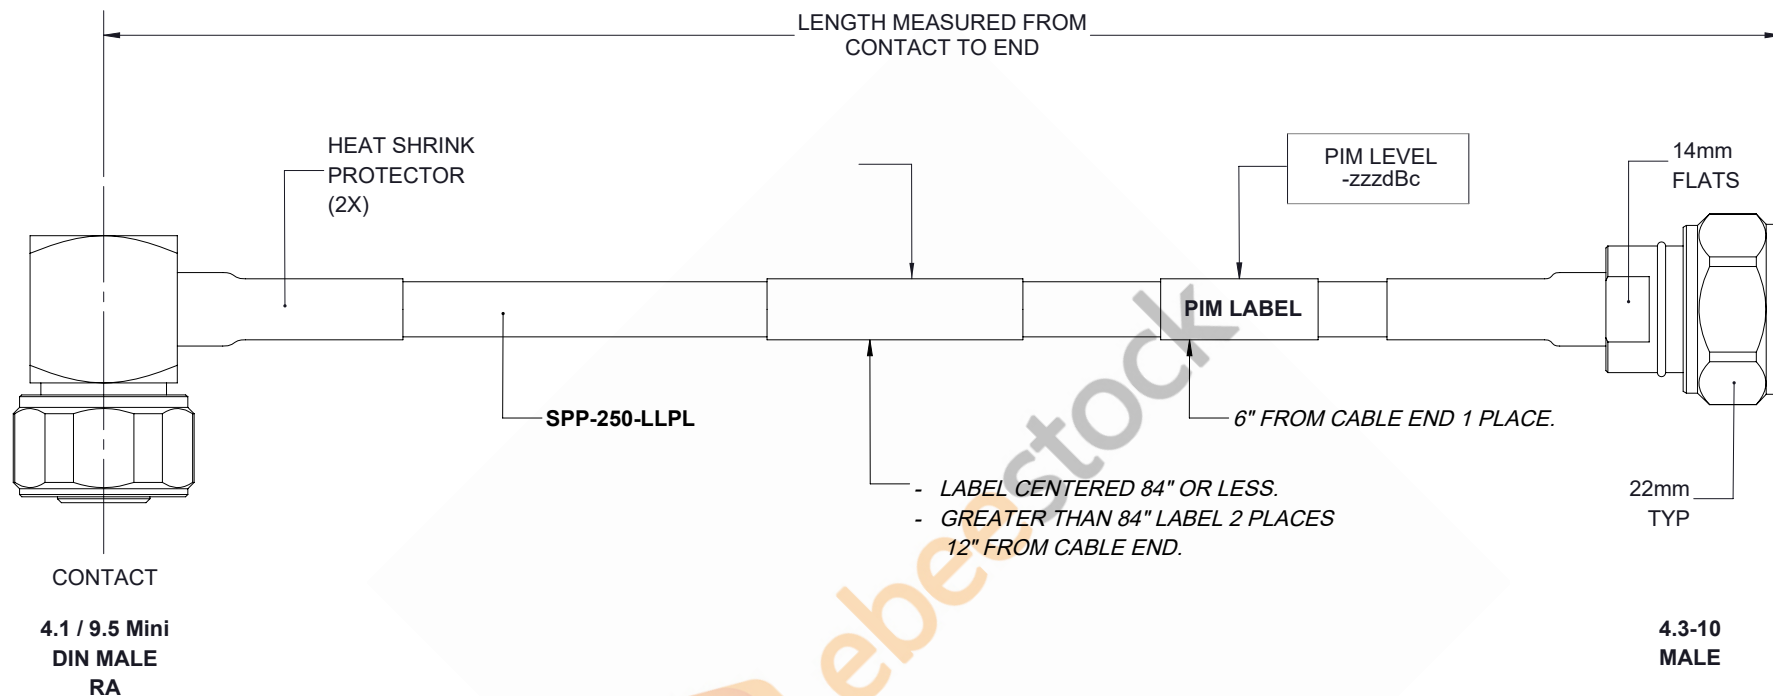 LENGTH MEASURED FROM
CONTACT TO END
HEAT SHRINK
PROTECTOR
(2X)
PIM LEVEL
-zzzdBc
14mm
FLATS
PIM LABEL
SPP-250-LLPL
6" FROM CABLE END 1 PLACE.
- LABEL CENTERED 84" OR LESS.
- GREATER THAN 84" LABEL 2 PLACES
12" FROM CABLE END.
22mm
TYP
CONTACT
4.1 / 9.5 Mini
DIN MALE
RA
4.3-10
MALE
ebeestock